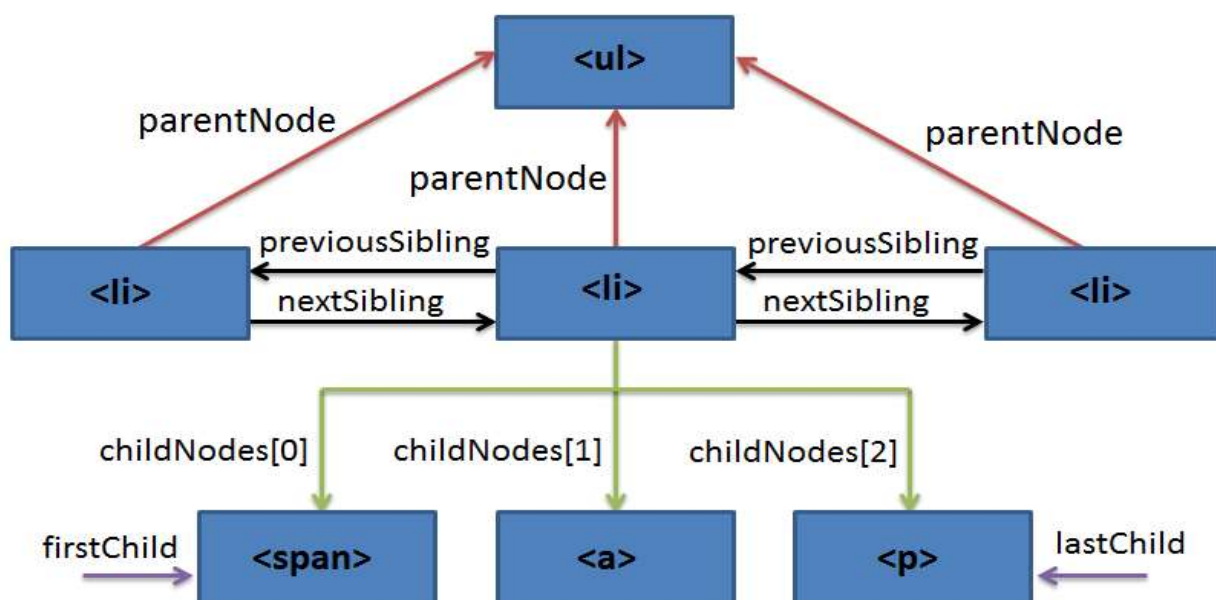 <ul>
parentNode
parentNode
parentNode
previousSibling
previousSibling
<li>
<li>
<li>
nextSibling
nextSibling
childNodes[0]
childNodes[1]
childNodes[2]
firstChild
<span>
<a>
<p>
lastChild